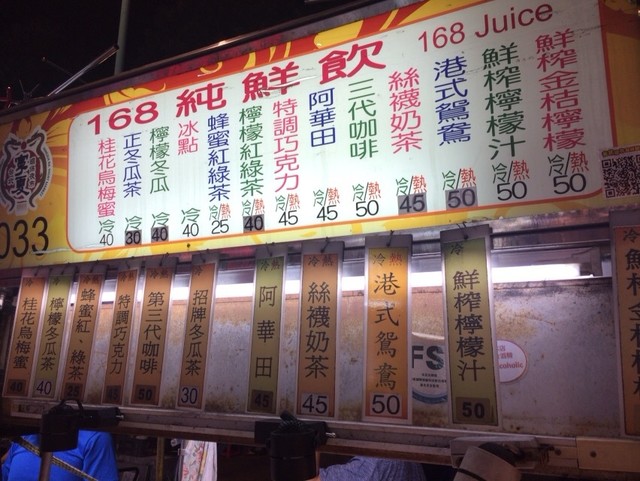 168 純鮮飲 168 Juice
桂花烏梅蜜 冷 40
正冬瓜茶 冷 30
檸檬冬瓜 冷 40
冰點 冷 40
蜂蜜紅綠茶 冷/熱 25
檸檬紅綠茶 冷/熱 40
特調巧克力 冷/熱 45
阿華田 冷/熱 45
三代咖啡 冷/熱 50
絲襪奶茶 冷/熱 45
港式鴛鴦 冷/熱 50
鮮榨檸檬汁 冷/熱 50
鮮榨金桔檸檬 冷/熱 50
寧夏
033
冷 桂花烏梅蜜 40
冷 檸檬冬瓜茶 40
蜂蜜紅、綠茶
特調巧克力 45
第三代咖啡 50
招牌冬瓜茶 30
冷 熱 阿華田 45
冷 熱 絲襪奶茶 45
冷 熱 港式鴛鴦 50
冷 鮮榨檸檬汁 50
FS